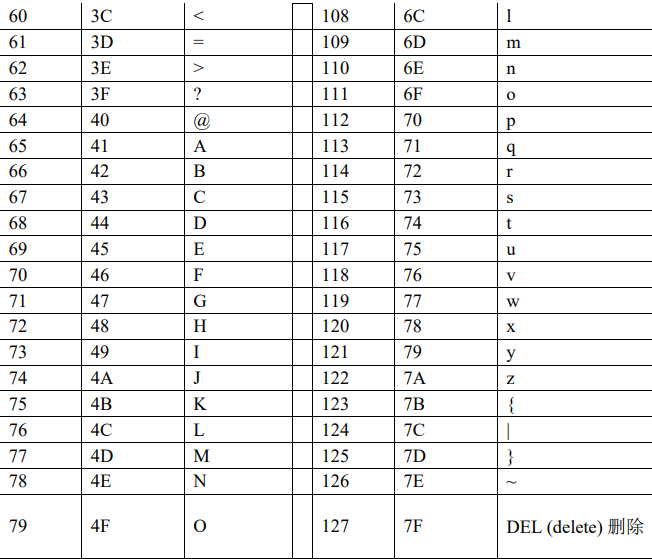 60 3C < 108 6C l
61 3D = 109 6D m
62 3E > 110 6E n
63 3F ? 111 6F o
64 40 @ 112 70 p
65 41 A 113 71 q
66 42 B 114 72 r
67 43 C 115 73 s
68 44 D 116 74 t
69 45 E 117 75 u
70 46 F 118 76 v
71 47 G 119 77 w
72 48 H 120 78 x
73 49 I 121 79 y
74 4A J 122 7A z
75 4B K 123 7B {
76 4C L 124 7C |
77 4D M 125 7D }
78 4E N 126 7E ~
79 4F O 127 7F DEL (delete) 删除